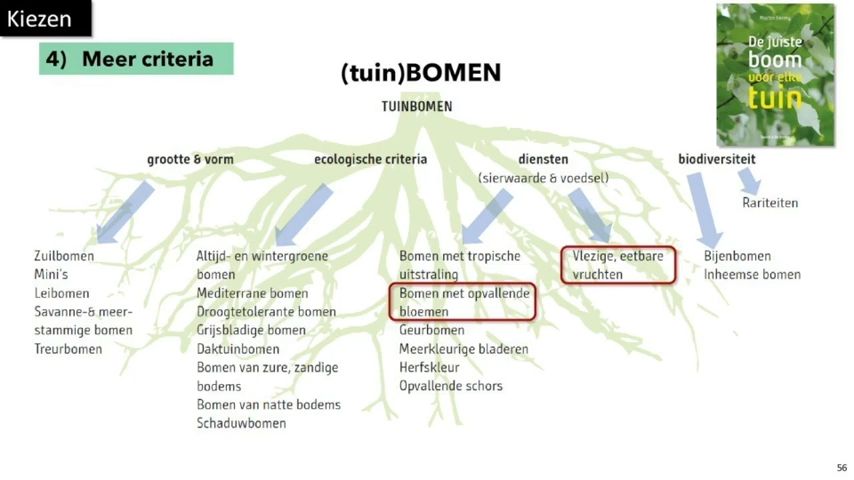 Kiezen
4) Meer criteria
(tuin)BOMEN
TUINBOMEN
De juiste
boom
voor elke
tuin
grootte & vorm
ecologische criteria
diensten
(sierwaarde & voedsel)
biodiversiteit
Rariteiten
Zuilbomen
Mini's
Leibomen
Savanne-& meer-
stammige bomen
Treurbomen
Altijd- en wintergroene
bomen
Mediterrane bomen
Droogtetolerante bomen
Grijsbladige bomen
Daktuinbomen
Bomen van zure, zandige
bodems
Bomen van natte bodems
Schaduwbomen
Bomen met tropische
uitstraling
Bomen met opvallende
bloemen
Geurbomen
Meerkleurige bladeren
Herfskleur
Opvallende schors
Vlezige, eetbare
vruchten
Bijenbomen
Inheemse bomen
56